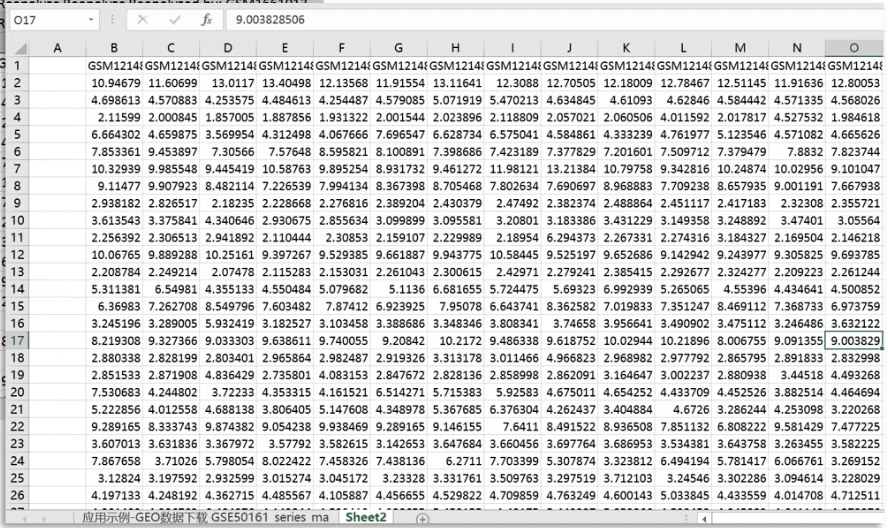 O17 9.003828506
A B C D E F G H I J K L M N O
1 GSM12148 GSM12148 GSM12148 GSM12148 GSM12148 GSM12148 GSM12148 GSM12148 GSM12148 GSM12148 GSM12148 GSM12148 GSM12148 GSM12148
2 10.94679 11.60699 13.0117 13.40498 12.13568 11.91554 13.11641 12.3088 12.70505 12.18009 12.78467 12.51145 11.91636 12.80053
3 4.698613 4.570883 4.253575 4.484613 4.254487 4.579085 5.071919 5.470213 4.634845 4.61093 4.62846 4.584442 4.571335 4.568026
4 2.11599 2.000845 1.857005 1.887856 1.931322 2.001544 2.023896 2.118809 2.057021 2.060506 4.011592 2.017817 4.527532 1.984618
5 6.664302 4.659875 3.569954 4.312498 4.067666 7.696547 6.628734 6.575041 4.584861 4.333239 4.761977 5.123546 4.571082 4.665626
6 7.853361 9.453897 7.30566 7.57648 8.595821 8.100891 7.398686 7.423189 7.377829 7.201601 7.509712 7.379479 7.8832 7.823744
7 10.32939 9.985548 9.445419 10.58763 9.895254 8.931732 9.461272 11.98121 13.21384 10.79758 9.342816 10.24874 10.02956 9.101047
8 9.11477 9.907923 8.482114 7.226539 7.994134 8.367398 8.705468 7.802634 7.690697 8.968883 7.709238 8.657935 9.001191 7.667938
9 2.938182 2.826517 2.18235 2.228668 2.276816 2.389204 2.430379 2.47492 2.382374 2.488864 2.451117 2.417183 2.32308 2.355721
10 3.613543 3.375841 4.340646 2.930675 2.855634 3.099899 3.095581 3.20801 3.183386 3.431229 3.149358 3.248892 3.47401 3.05564
11 2.256392 2.306513 2.941892 2.110444 2.30853 2.159107 2.229989 2.18954 6.294373 2.267331 2.274316 3.184327 2.169504 2.146218
12 10.06765 9.889288 10.25161 9.397267 9.529385 9.661887 9.943775 10.58445 9.525197 9.652686 9.142942 9.243977 9.305825 9.693785
13 2.208784 2.249214 2.07478 2.115283 2.153031 2.261043 2.300615 2.42971 2.279241 2.385415 2.292677 2.324277 2.209223 2.261244
14 5.311381 6.54981 4.355133 4.550484 5.079682 5.1136 6.681655 5.724475 5.69323 6.992939 5.265065 4.55396 4.434641 4.500852
15 6.36983 7.262708 8.549796 7.603482 7.87412 6.923925 7.95078 6.643741 8.362582 7.019833 7.351247 8.469112 7.368733 6.973759
16 3.245196 3.289005 5.932419 3.182527 3.103458 3.388686 3.348346 3.808341 3.74658 3.956641 3.490902 3.475112 3.246486 3.632122
17 8.219308 9.327366 9.033303 9.638611 9.740055 9.20842 10.2172 9.486338 9.618752 10.02944 10.21896 8.006755 9.091355 9.003829
18 2.880338 2.828199 2.803401 2.965864 2.982487 2.919326 3.313178 3.011466 4.966823 2.968982 2.977792 2.865795 2.891833 2.832998
19 2.851533 2.871908 4.836429 2.735801 4.083153 2.847672 2.828136 2.858998 2.862091 3.164647 3.002237 2.380938 3.44518 4.493268
20 7.530683 4.244802 3.72233 4.353315 4.161521 6.514271 5.715383 5.92583 4.675011 4.654252 4.433709 4.452526 3.882514 4.464694
21 5.222856 4.012558 4.688138 3.806405 5.147608 4.348978 5.367685 6.376304 4.262437 3.404884 4.6726 3.286244 4.253098 3.220268
22 9.289165 8.333743 9.874382 9.054238 9.938469 9.289165 9.146155 7.6411 8.491522 8.936508 7.851132 6.808222 9.581429 7.477225
23 3.607013 3.631836 3.367972 3.57792 3.582615 3.142653 3.647684 3.660456 3.697764 3.686953 3.534381 3.643758 3.263455 3.582225
24 7.867658 3.71026 5.798054 8.022422 7.458326 7.438136 6.2711 7.703399 5.307874 3.323812 6.494194 5.781417 6.066761 3.269152
25 3.12824 3.197592 2.932599 3.015274 3.045172 3.23328 3.331761 3.509763 3.297519 3.712103 3.24546 3.302286 3.094614 3.228029
26 4.197133 4.248192 4.362715 4.485567 4.105887 4.456655 4.529822 4.709859 4.763249 4.600143 5.033845 4.433559 4.014708 4.712511
应用示例-GEO数据下载 GSE50161_series_ma Sheet2